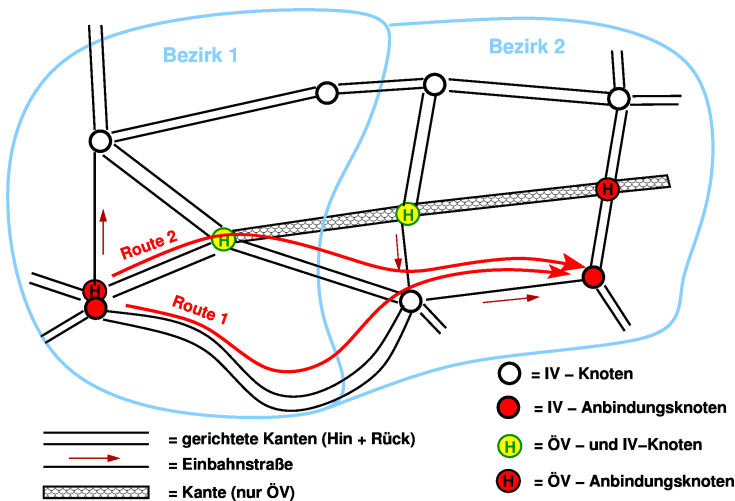 Bezirk 1
Bezirk 2
H
H
H
Route 2
H
Route 1
= IV – Knoten
= IV – Anbindungsknoten
= gerichtete Kanten (Hin + Rück)
H = ÖV – und IV–Knoten
= Einbahnstraße
H = ÖV – Anbindungsknoten
= Kante (nur ÖV)